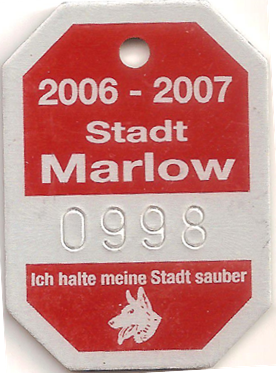 2006 - 2007
Stadt
Marlow
0998
Ich halte meine Stadt sauber